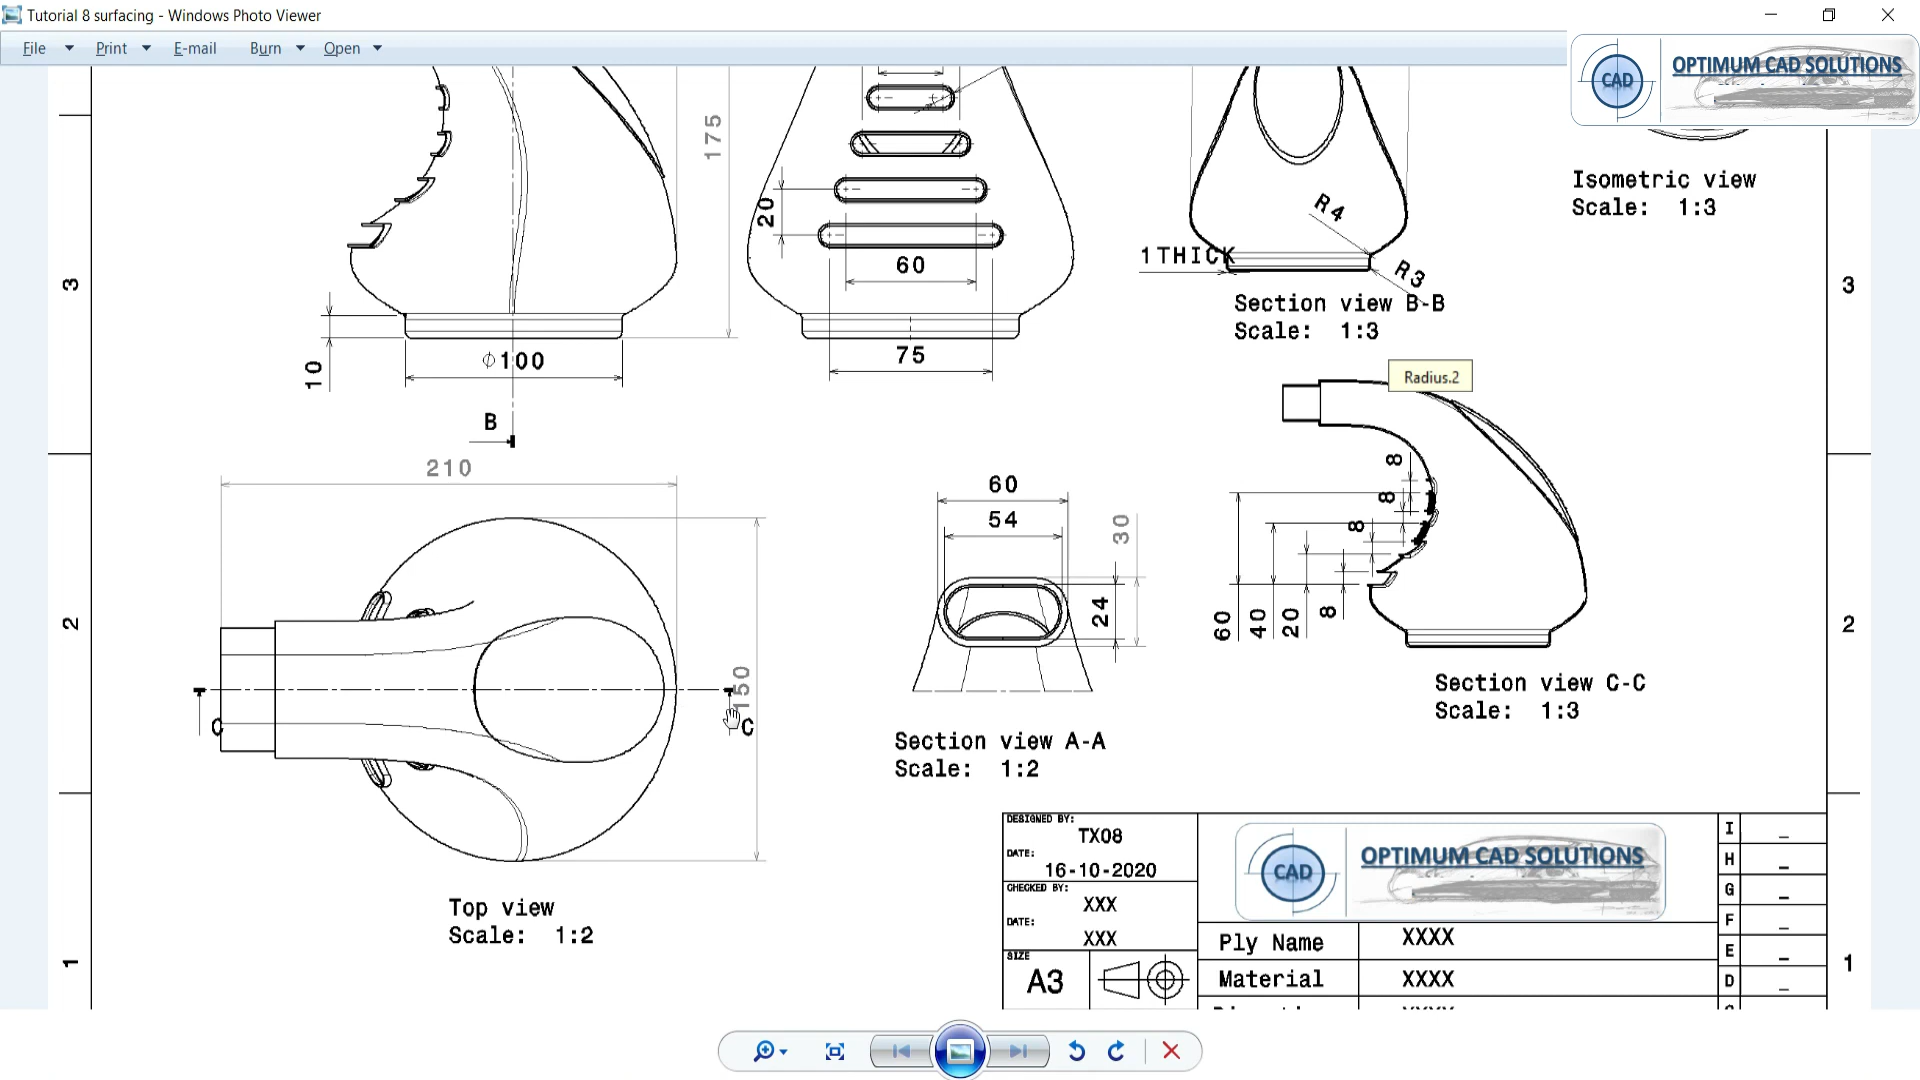 Tutorial 8 surfacing - Windows Photo Viewer
File Print E-mail Burn Open
CAD OPTIMUM CAD SOLUTIONS
Isometric view
Scale: 1:3
3
3
175
20
60
75
10
⌀100
B
R4
1THICK
R3
Section view B-B
Scale: 1:3
Radius.2
210
150
C
C
Top view
Scale: 1:2
60
54
30
24
Section view A-A
Scale: 1:2
8
8
8
8
60
40
20
Section view C-C
Scale: 1:3
2
2
DESIGNED BY:
TX08
DATE:
16-10-2020
CHECKED BY:
XXX
DATE:
XXX
SIZE
A3
CAD OPTIMUM CAD SOLUTIONS
Ply Name XXXX
Material XXXX
I _
H _
G _
F _
E _
D _
1
1